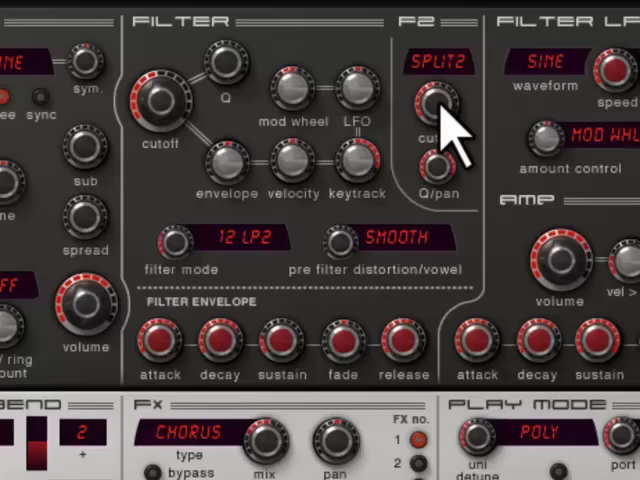 FILTER
F2
FILTER LF
SPLIT2
SINE
waveform
speed
sym.
sync
Q
mod wheel
LFO
cutoff
MOD WHL
amount control
sub
envelope
velocity
keytrack
Q/pan
AMP
spread
12 LP2
SMOOTH
filter mode
pre filter distortion/vowel
volume
vel >
FILTER ENVELOPE
volume
/ ring
attack
decay
sustain
fade
release
attack
decay
sustain
BEND
FX
PLAY MODE
2
+
CHORUS
type
bypass
mix
pan
FX no.
1
2
POLY
uni
detune
port